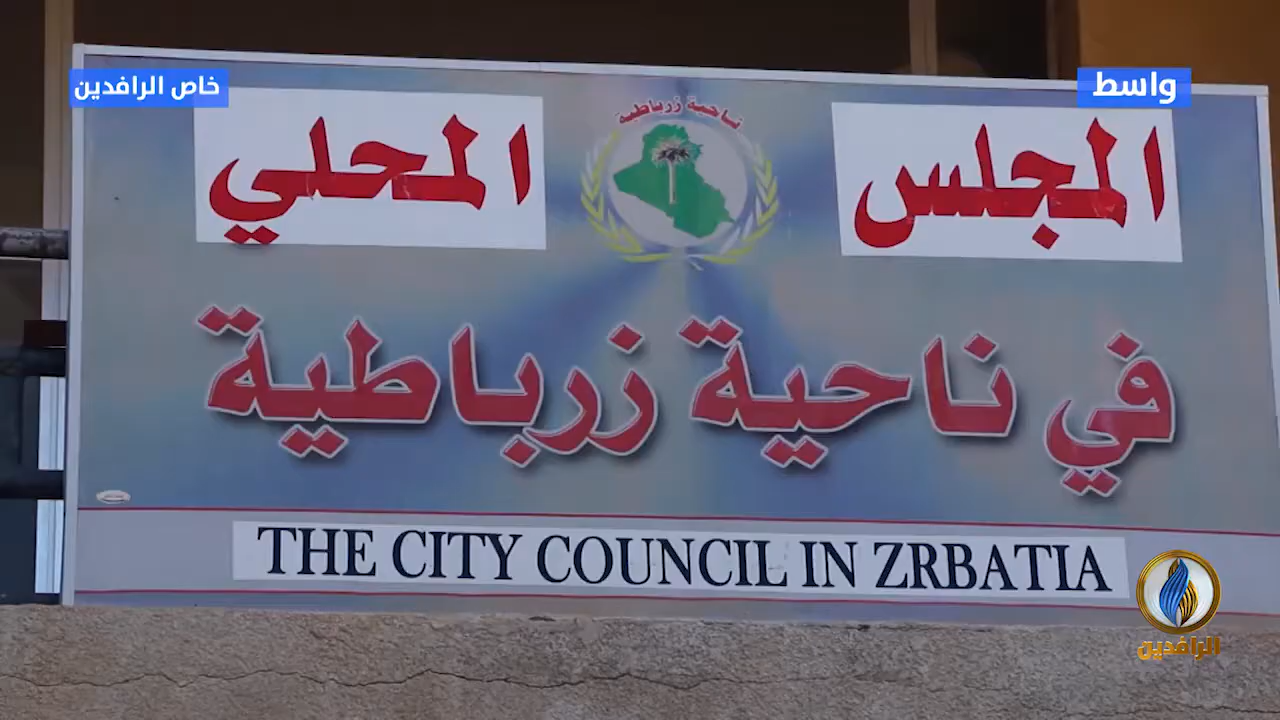 واسط
خاص الرافدين
ناحية زرباطية
المجلس المحلي
في ناحية زرباطية
THE CITY COUNCIL IN ZRBATIA
الرافدين